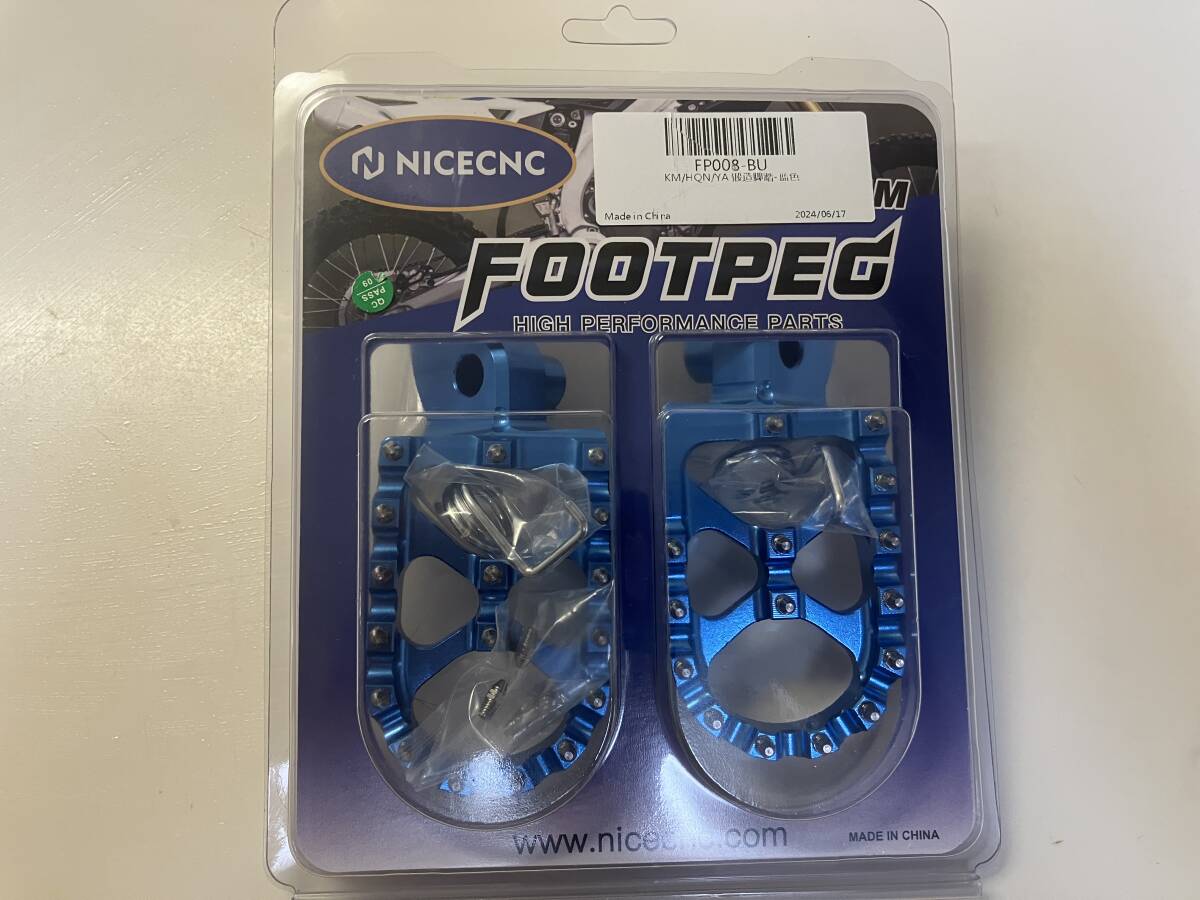 NICECNC
FP008-BU
KM/HQN/YA 锻造脚踏-蓝色
Made in China
2024/06/17
M
FOOTPEG
HIGH PERFORMANCE PARTS
QC
PASS
09
www.nicecnc.com
MADE IN CHINA